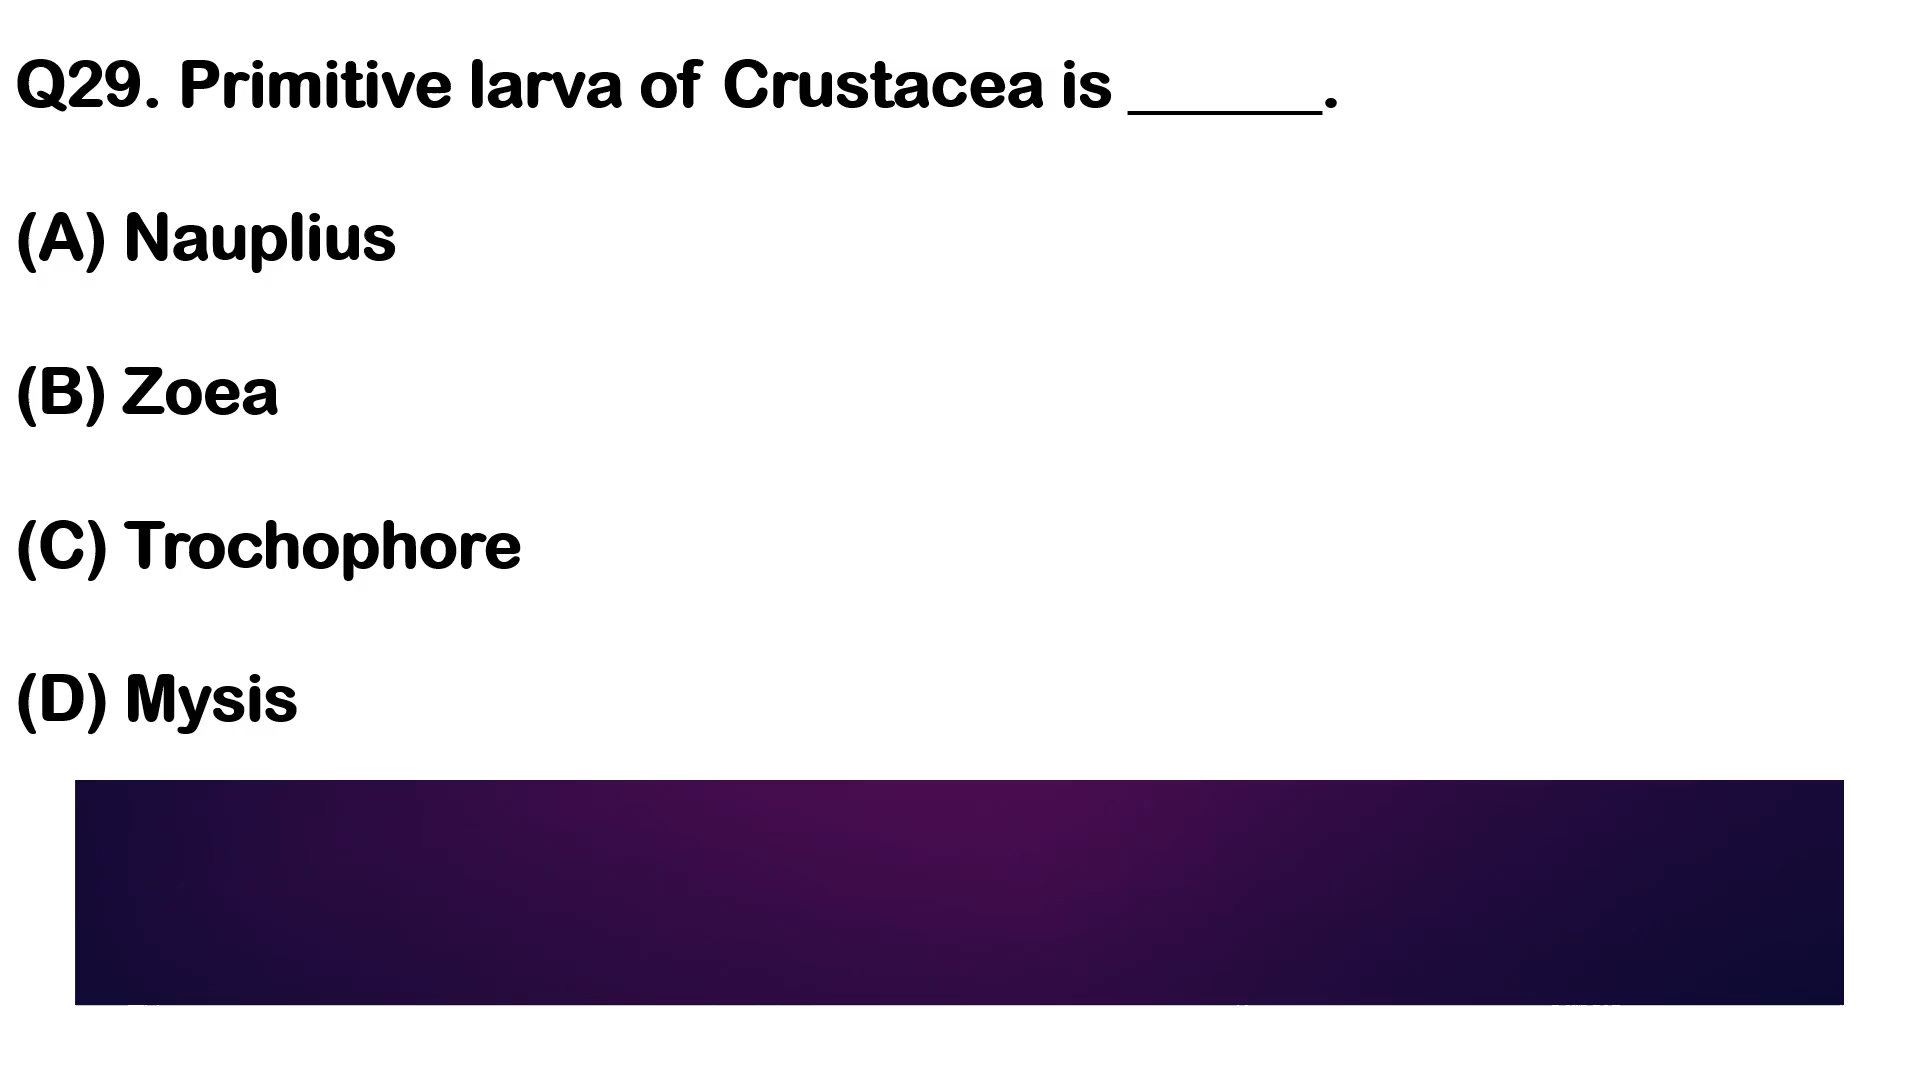 Q29. Primitive larva of Crustacea is ______.
(A) Nauplius
(B) Zoea
(C) Trochophore
(D) Mysis